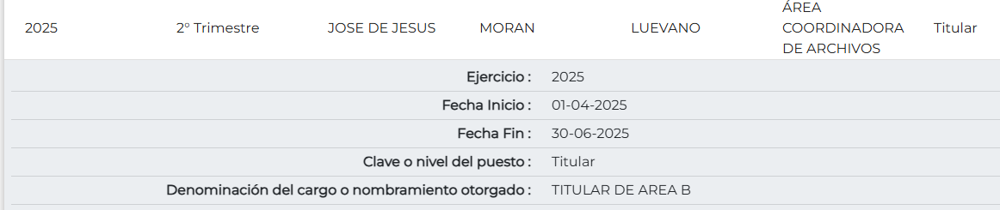 2025 2° Trimestre JOSE DE JESUS MORAN LUEVANO ÁREA COORDINADORA DE ARCHIVOS Titular
Ejercicio : 2025
Fecha Inicio : 01-04-2025
Fecha Fin : 30-06-2025
Clave o nivel del puesto : Titular
Denominación del cargo o nombramiento otorgado : TITULAR DE AREA B